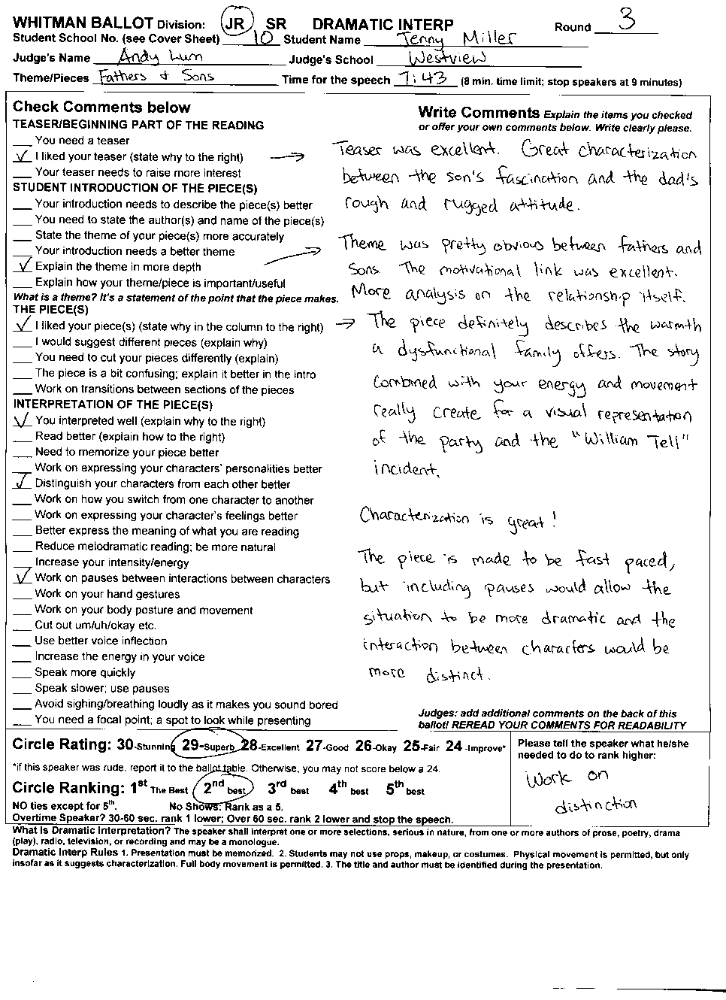 WHITMAN BALLOT Division: JR SR DRAMATIC INTERP Round 3
Student School No. (see Cover Sheet) 10 Student Name Jenny Miller
Judge's Name Andy Lum Judge's School Westview
Theme/Pieces Fathers & Sons Time for the speech 7:43 (8 min. time limit; stop speakers at 9 minutes)
Check Comments below
TEASER/BEGINNING PART OF THE READING
___ You need a teaser
√ I liked your teaser (state why to the right) →
___ Your teaser needs to raise more interest
STUDENT INTRODUCTION OF THE PIECE(S)
___ Your introduction needs to describe the piece(s) better
___ You need to state the author(s) and name of the piece(s)
___ State the theme of your piece(s) more accurately
___ Your introduction needs a better theme
√ Explain the theme in more depth →
___ Explain how your theme/piece is important/useful
What is a theme? It's a statement of the point that the piece makes.
THE PIECE(S)
√ I liked your piece(s) (state why in the column to the right) →
___ I would suggest different pieces (explain why)
___ You need to cut your pieces differently (explain)
___ The piece is a bit confusing; explain it better in the intro
___ Work on transitions between sections of the pieces
INTERPRETATION OF THE PIECE(S)
√ You interpreted well (explain why to the right)
___ Read better (explain how to the right)
___ Need to memorize your piece better
___ Work on expressing your characters' personalities better
√ Distinguish your characters from each other better
___ Work on how you switch from one character to another
___ Work on expressing your character's feelings better
___ Better express the meaning of what you are reading
___ Reduce melodramatic reading; be more natural
___ Increase your intensity/energy
√ Work on pauses between interactions between characters
___ Work on your hand gestures
___ Work on your body posture and movement
___ Cut out um/uh/okay etc.
___ Use better voice inflection
___ Increase the energy in your voice
___ Speak more quickly
___ Speak slower; use pauses
___ Avoid sighing/breathing loudly as it makes you sound bored
___ You need a focal point; a spot to look while presenting
Write Comments Explain the items you checked
or offer your own comments below. Write clearly please.
Teaser was excellent. Great characterization
between the son's fascination and the dad's
rough and rugged attitude.
Theme was pretty obvious between fathers and
Sons. The motivational link was excellent.
More analysis on the relationship itself.
The piece definitely describes the warmth
a dysfunctional family offers. The story
combined with your energy and movement
really create for a visual representation
of the party and the "William Tell"
incident.
Characterization is great!
The piece is made to be fast paced,
but including pauses would allow the
situation to be more dramatic and the
interaction between characters would be
more distinct.
Judges: add additional comments on the back of this
ballot! REREAD YOUR COMMENTS FOR READABILITY
Circle Rating: 30-Stunning 29-Superb 28-Excellent 27-Good 26-Okay 25-Fair 24-Improve*
*if this speaker was rude, report it to the ballot table. Otherwise, you may not score below a 24.
Circle Ranking: 1st The Best 2nd best 3rd best 4th best 5th best
NO ties except for 5th. No Shows: Rank as a 5.
Overtime Speaker? 30-60 sec. rank 1 lower; Over 60 sec. rank 2 lower and stop the speech.
Please tell the speaker what he/she
needed to do to rank higher:
Work on
distinction
What Is Dramatic Interpretation? The speaker shall interpret one or more selections, serious in nature, from one or more authors of prose, poetry, drama
(play), radio, television, or recording and may be a monologue.
Dramatic Interp Rules 1. Presentation must be memorized. 2. Students may not use props, makeup, or costumes. Physical movement is permitted, but only
insofar as it suggests characterization. Full body movement is permitted. 3. The title and author must be identified during the presentation.